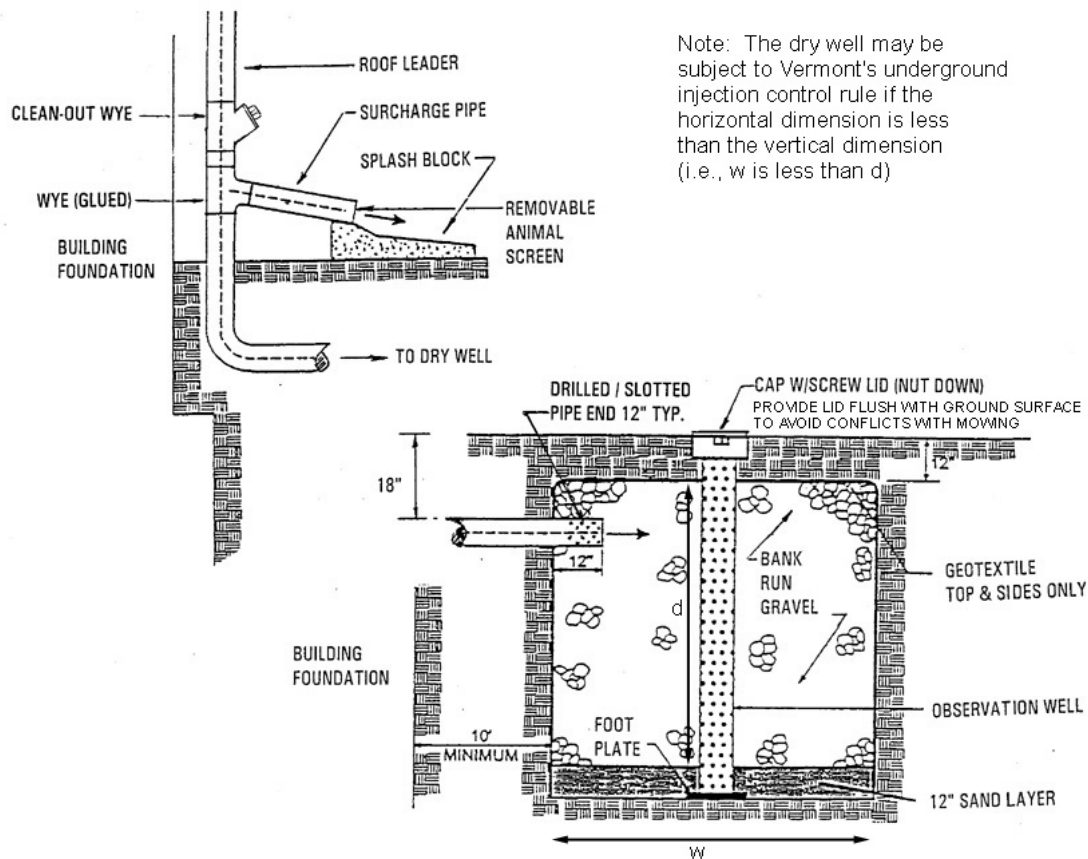 Note: The dry well may be
subject to Vermont's underground
injection control rule if the
horizontal dimension is less
than the vertical dimension
(i.e., w is less than d)
ROOF LEADER
CLEAN-OUT WYE
SURCHARGE PIPE
SPLASH BLOCK
WYE (GLUED)
REMOVABLE
ANIMAL
SCREEN
BUILDING
FOUNDATION
TO DRY WELL
DRILLED / SLOTTED
PIPE END 12" TYP.
CAP W/SCREW LID (NUT DOWN)
PROVIDE LID FLUSH WITH GROUND SURFACE
TO AVOID CONFLICTS WITH MOWING
12"
18"
12"
BANK
RUN
GRAVEL
GEOTEXTILE
TOP & SIDES ONLY
d
BUILDING
FOUNDATION
OBSERVATION WELL
FOOT
PLATE
10'
MINIMUM
12" SAND LAYER
w